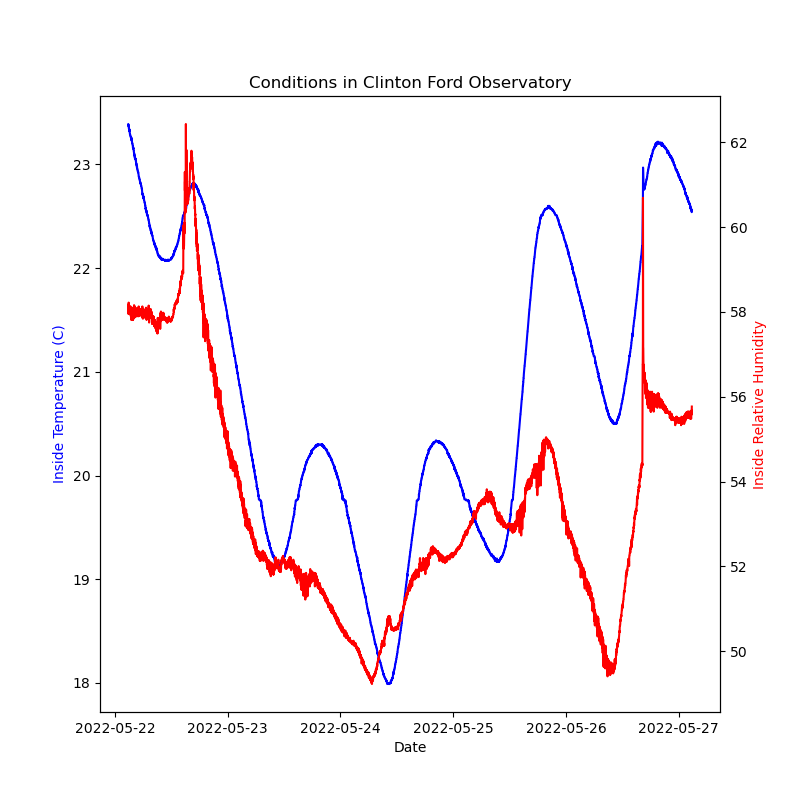 Conditions in Clinton Ford Observatory
23
22
21
20
19
18
Inside Temperature (C)
62
60
58
56
54
52
50
Inside Relative Humidity
2022-05-22 2022-05-23 2022-05-24 2022-05-25 2022-05-26 2022-05-27
Date